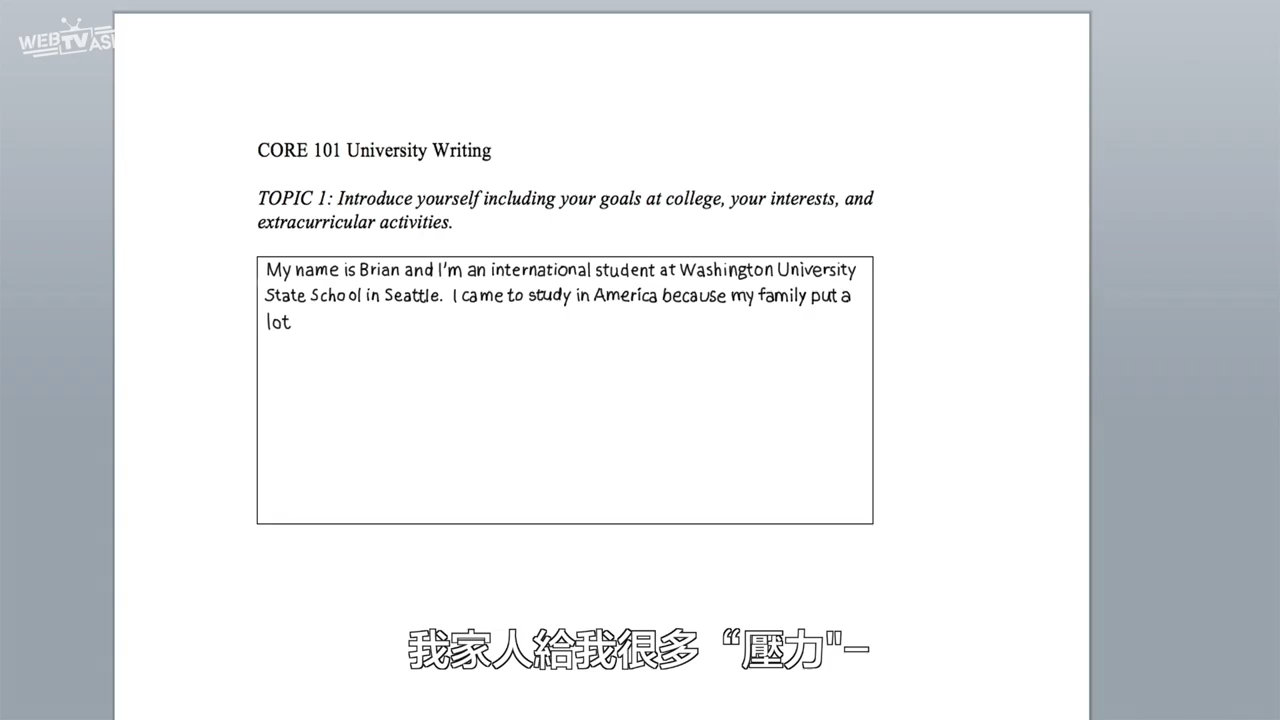 WEBTVASI
CORE 101 University Writing
TOPIC 1: Introduce yourself including your goals at college, your interests, and
extracurricular activities.
My name is Brian and I'm an international student at Washington University
State School in Seattle. I came to study in America because my family put a
lot
我家人給我很多“壓力"–